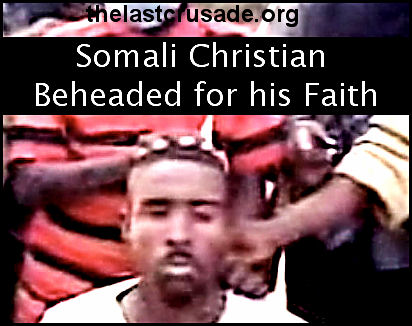 thelastcrusade.org
Somali Christian
Beheaded for his Faith